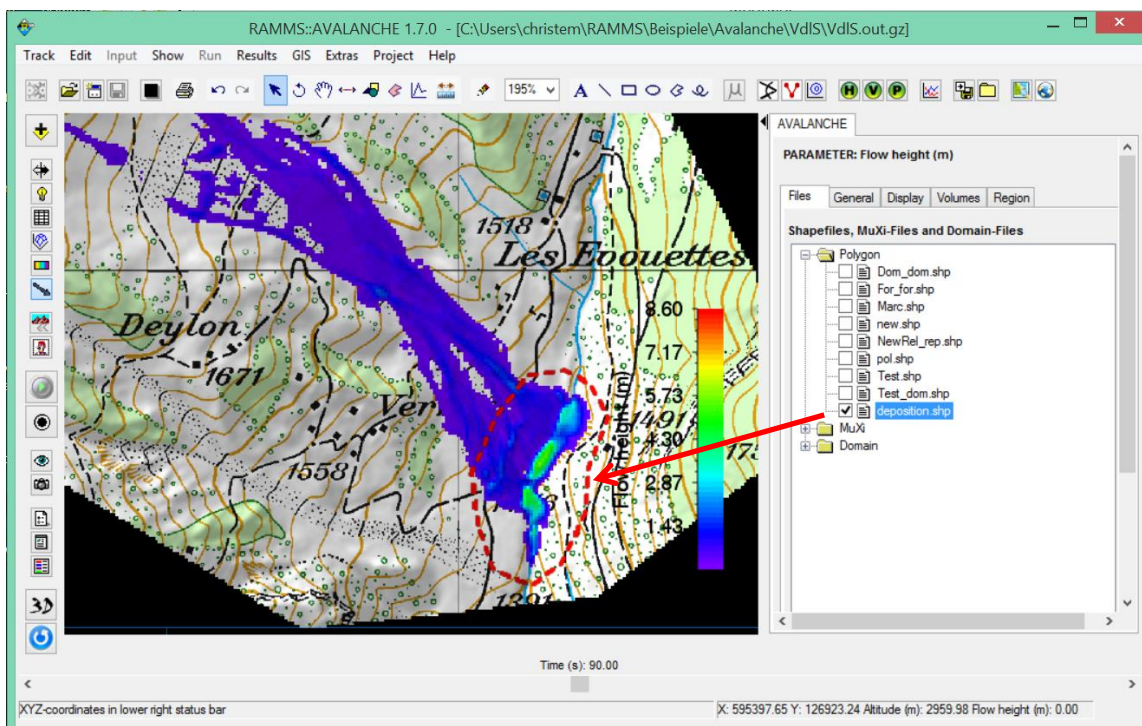 RAMMS::AVALANCHE 1.7.0 - [C:\Users\christem\RAMMS\Beispiele\Avalanche\VdlS\VdlS.out.gz]
Track Edit Input Show Run Results GIS Extras Project Help
195%
A
μ
H V P
AVALANCHE
PARAMETER: Flow height (m)
Files General Display Volumes Region
Shapefiles, MuXi-Files and Domain-Files
Polygon
Dom_dom.shp
For_for.shp
Marc.shp
new.shp
NewRel_rep.shp
pol.shp
Test.shp
Test_dom.shp
deposition.shp
MuXi
Domain
1518
Les Evouettes
Deylon
1671
Ver
1558
1491
1391
8.60
7.17
5.73
4.30
2.87
1.43
Flow height (m)
3D
Time (s): 90.00
XYZ-coordinates in lower right status bar
X: 595397.65 Y: 126923.24 Altitude (m): 2959.98 Flow height (m): 0.00